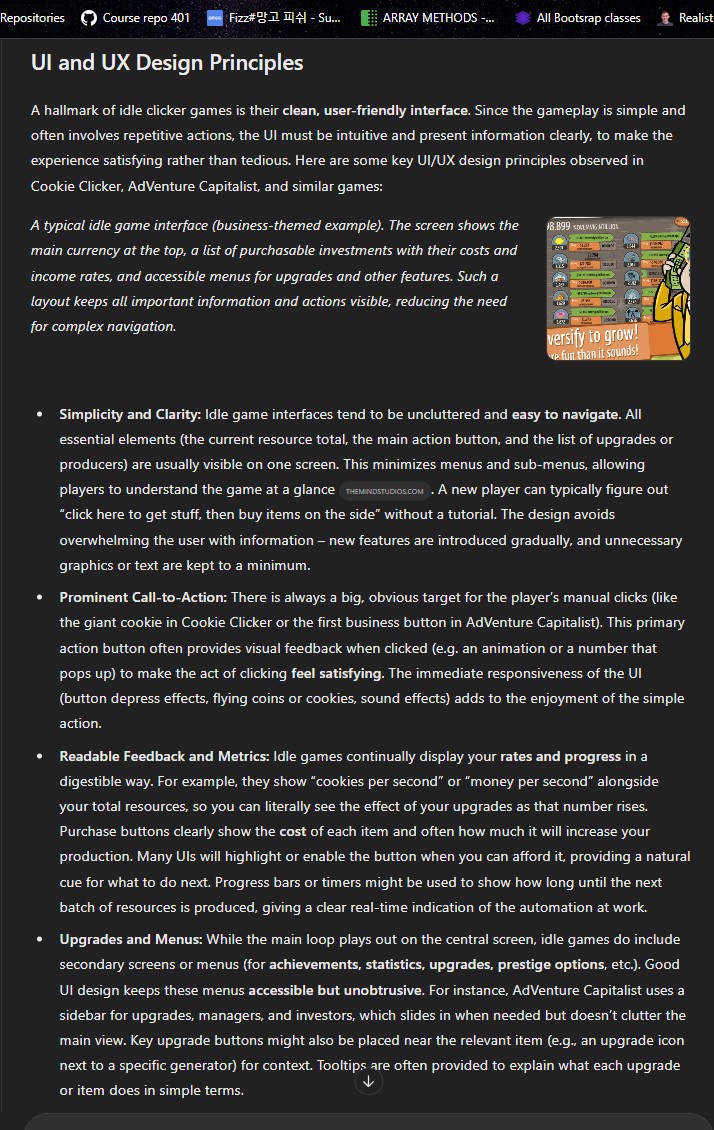 Repositories Course repo 401 Fizz#망고 피쉬 - Su... ARRAY METHODS -... All Bootsrap classes Realist
UI and UX Design Principles
A hallmark of idle clicker games is their clean, user-friendly interface. Since the gameplay is simple and
often involves repetitive actions, the UI must be intuitive and present information clearly, to make the
experience satisfying rather than tedious. Here are some key UI/UX design principles observed in
Cookie Clicker, AdVenture Capitalist, and similar games:
A typical idle game interface (business-themed example). The screen shows the
main currency at the top, a list of purchasable investments with their costs and
income rates, and accessible menus for upgrades and other features. Such a
layout keeps all important information and actions visible, reducing the need
for complex navigation.
versify to grow!
re fun than it sounds!
• Simplicity and Clarity: Idle game interfaces tend to be uncluttered and easy to navigate. All
essential elements (the current resource total, the main action button, and the list of upgrades or
producers) are usually visible on one screen. This minimizes menus and sub-menus, allowing
players to understand the game at a glance THEMINDSTUDIOS.COM . A new player can typically figure out
“click here to get stuff, then buy items on the side” without a tutorial. The design avoids
overwhelming the user with information – new features are introduced gradually, and unnecessary
graphics or text are kept to a minimum.
• Prominent Call-to-Action: There is always a big, obvious target for the player’s manual clicks (like
the giant cookie in Cookie Clicker or the first business button in AdVenture Capitalist). This primary
action button often provides visual feedback when clicked (e.g. an animation or a number that
pops up) to make the act of clicking feel satisfying. The immediate responsiveness of the UI
(button depress effects, flying coins or cookies, sound effects) adds to the enjoyment of the simple
action.
• Readable Feedback and Metrics: Idle games continually display your rates and progress in a
digestible way. For example, they show “cookies per second” or “money per second” alongside
your total resources, so you can literally see the effect of your upgrades as that number rises.
Purchase buttons clearly show the cost of each item and often how much it will increase your
production. Many UIs will highlight or enable the button when you can afford it, providing a natural
cue for what to do next. Progress bars or timers might be used to show how long until the next
batch of resources is produced, giving a clear real-time indication of the automation at work.
• Upgrades and Menus: While the main loop plays out on the central screen, idle games do include
secondary screens or menus (for achievements, statistics, upgrades, prestige options, etc.). Good
UI design keeps these menus accessible but unobtrusive. For instance, AdVenture Capitalist uses a
sidebar for upgrades, managers, and investors, which slides in when needed but doesn’t clutter the
main view. Key upgrade buttons might also be placed near the relevant item (e.g., an upgrade icon
next to a specific generator) for context. Tooltips are often provided to explain what each upgrade
or item does in simple terms.